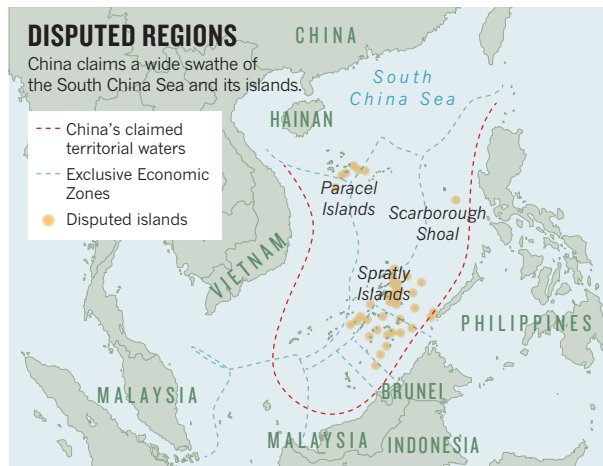 DISPUTED REGIONS
China claims a wide swathe of
the South China Sea and its islands.
China's claimed
territorial waters
Exclusive Economic
Zones
Disputed islands
CHINA
South
China Sea
HAINAN
Paracel
Islands
Scarborough
Shoal
VIETNAM
Spratly
Islands
PHILIPPINES
MALAYSIA
BRUNEI
MALAYSIA
INDONESIA